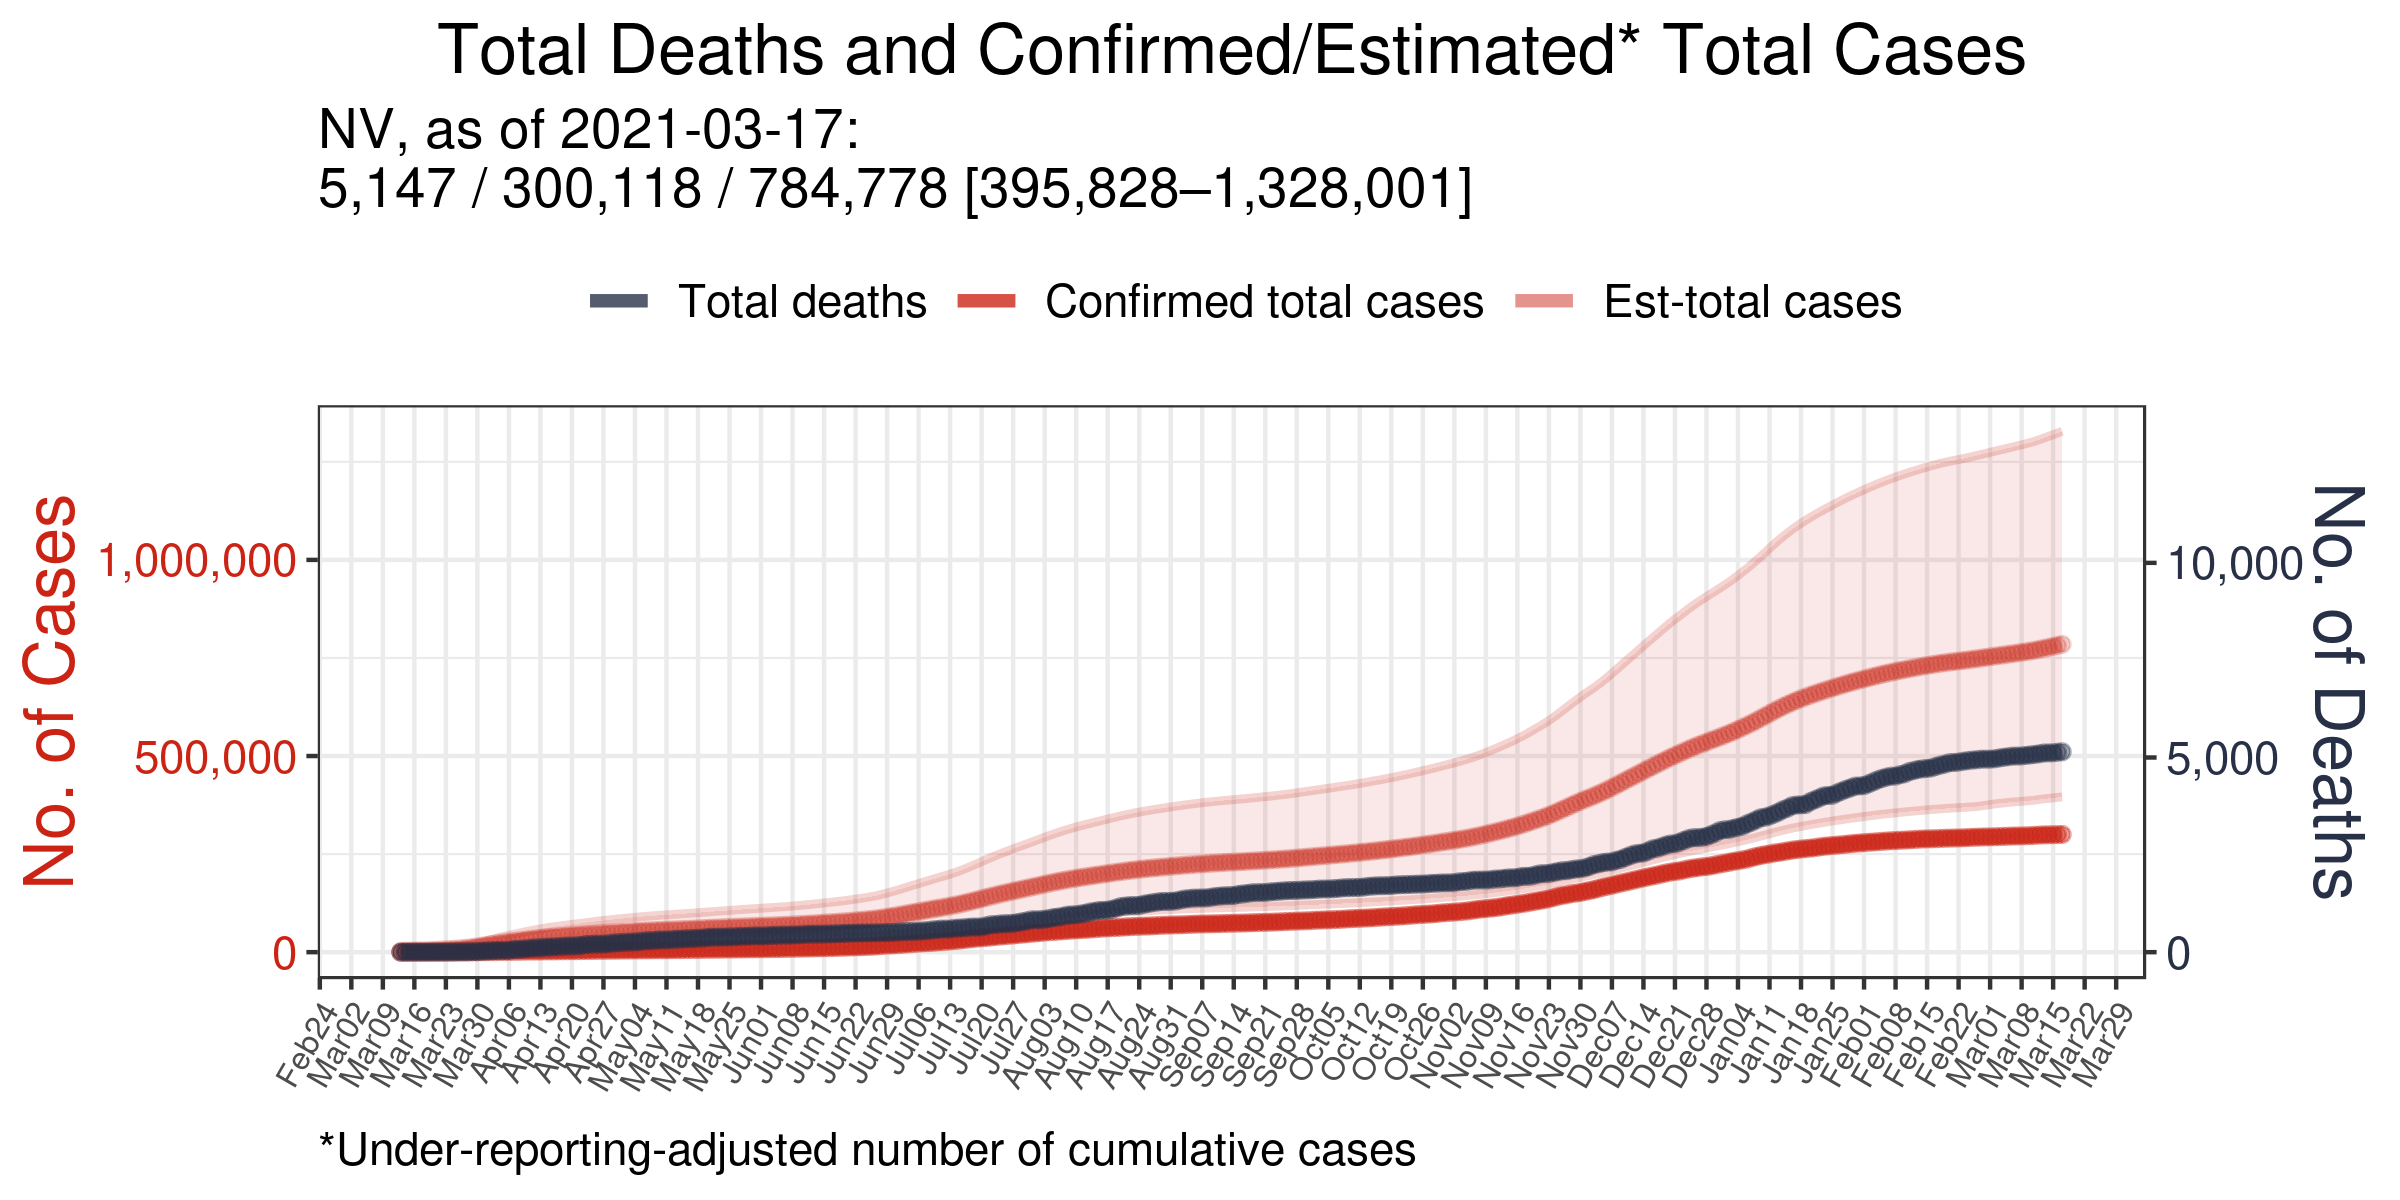 Total Deaths and Confirmed/Estimated* Total Cases
NV, as of 2021-03-17:
5,147 / 300,118 / 784,778 [395,828–1,328,001]
Total deaths
Confirmed total cases
Est-total cases
No. of Cases
1,000,000
500,000
0
10,000
5,000
0
No. of Deaths
Feb24
Mar02
Mar09
Mar16
Mar23
Mar30
Apr06
Apr13
Apr20
Apr27
May04
May11
May18
May25
Jun01
Jun08
Jun15
Jun22
Jun29
Jul06
Jul13
Jul20
Jul27
Aug03
Aug10
Aug17
Aug24
Aug31
Sep07
Sep14
Sep21
Sep28
Oct05
Oct12
Oct19
Oct26
Nov02
Nov09
Nov16
Nov23
Nov30
Dec07
Dec14
Dec21
Dec28
Jan04
Jan11
Jan18
Jan25
Feb01
Feb08
Feb15
Feb22
Mar01
Mar08
Mar15
Mar22
Mar29
*Under-reporting-adjusted number of cumulative cases